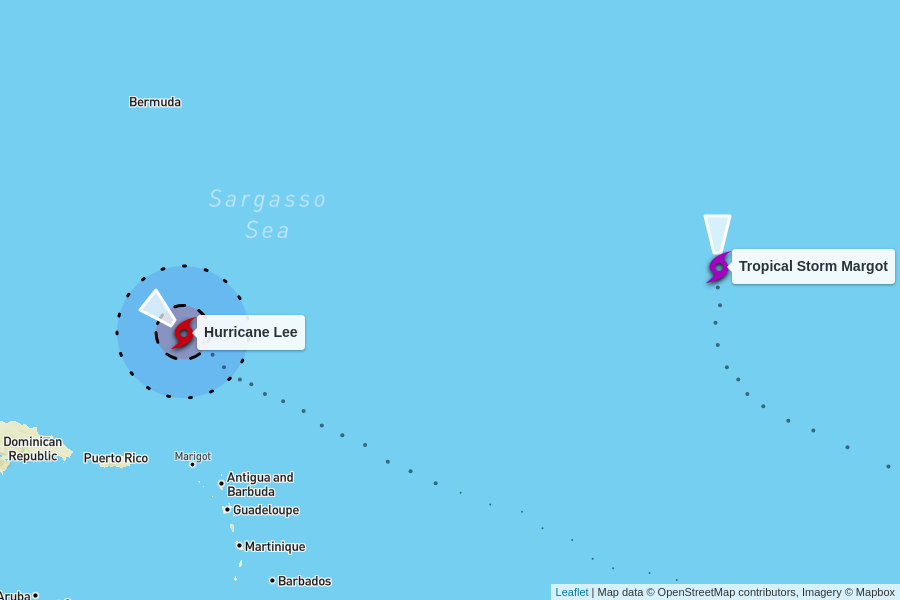 Bermuda
Sargasso
Sea
Tropical Storm Margot
Hurricane Lee
Dominican
Republic
Puerto Rico
Marigot
Antigua and
Barbuda
Guadeloupe
Martinique
Barbados
Aruba
Leaflet | Map data © OpenStreetMap contributors, Imagery © Mapbox